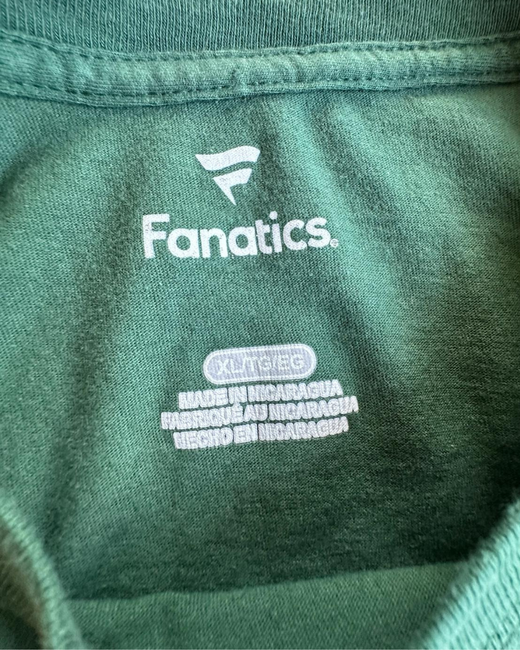 Fanatics®
XL/TG/EG
MADE IN NICARAGUA
FABRIQUÉ AU NICARAGUA
HECHO EN NICARAGUA